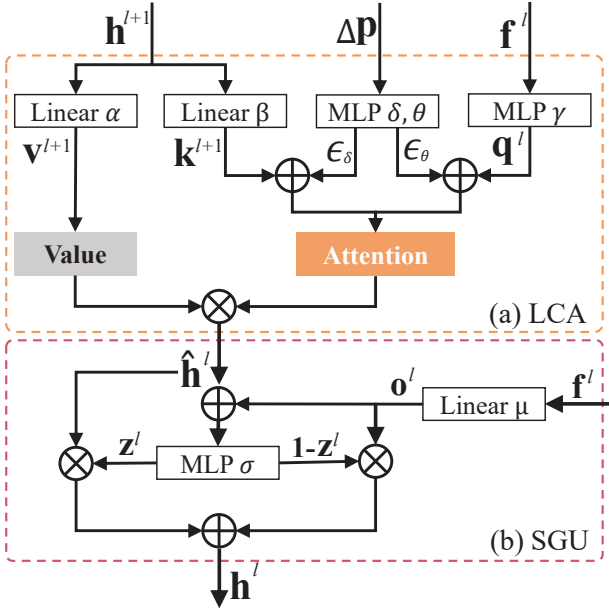 h^{l+1} Δp f^l
Linear α Linear β MLP δ, θ MLP γ
v^{l+1} k^{l+1} ϵ_δ ϵ_θ q^l
Value Attention
(a) LCA
ĥ^l o^l f^l
Linear μ
z^l MLP σ 1-z^l
(b) SGU
h^l